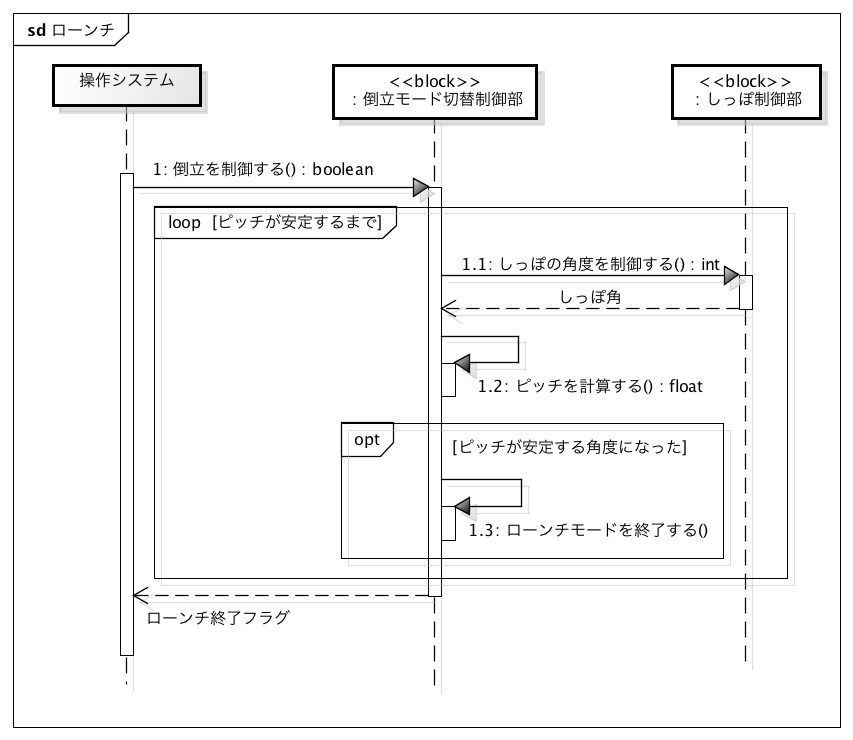 sd ローンチ
操作システム
<<block>>
: 倒立モード切替制御部
<<block>>
: しっぽ制御部
1: 倒立を制御する() : boolean
loop [ピッチが安定するまで]
1.1: しっぽの角度を制御する() : int
しっぽ角
1.2: ピッチを計算する() : float
opt
[ピッチが安定する角度になった]
1.3: ローンチモードを終了する()
ローンチ終了フラグ